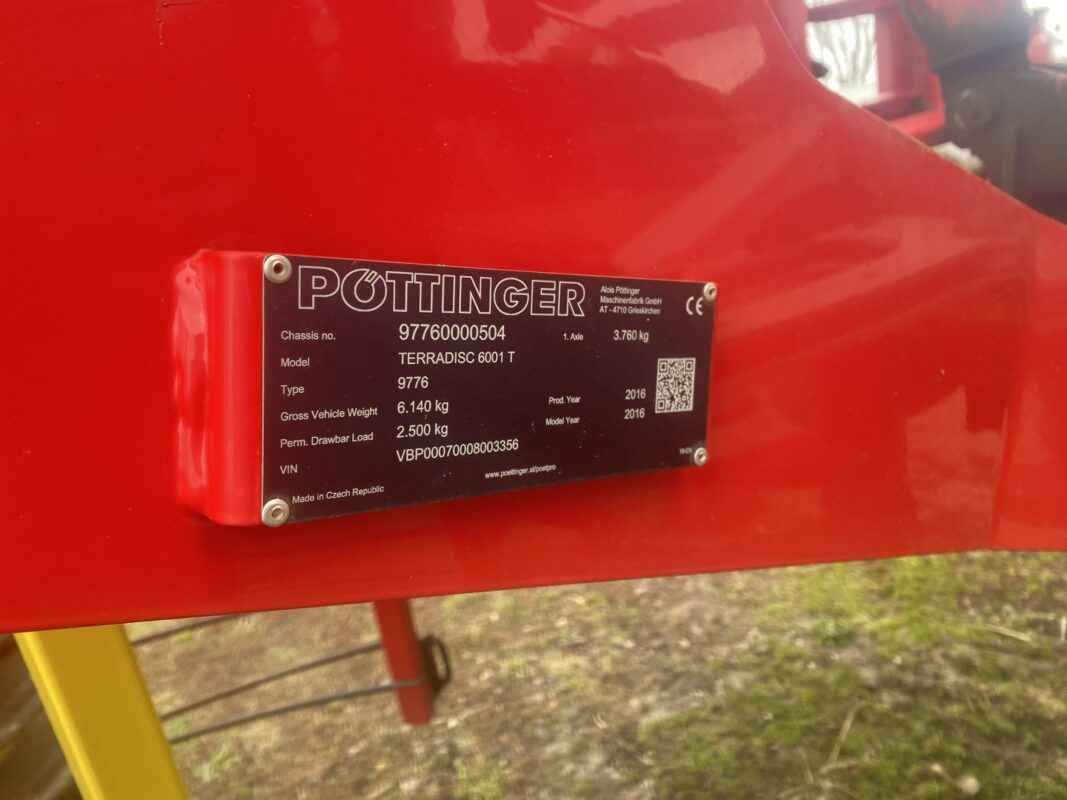 PÖTTINGER
Alois Pöttinger
Maschinenfabrik GmbH
AT - 4710 Grieskirchen
CE
Chassis no. 97760000504 1. Axle 3.760 kg
Model TERRADISC 6001 T
Type 9776
Gross Vehicle Weight 6.140 kg Prod. Year 2016
Perm. Drawbar Load 2.500 kg Model Year 2016
VIN VBP00070008003356
Made in Czech Republic www.poettinger.at/poetpro